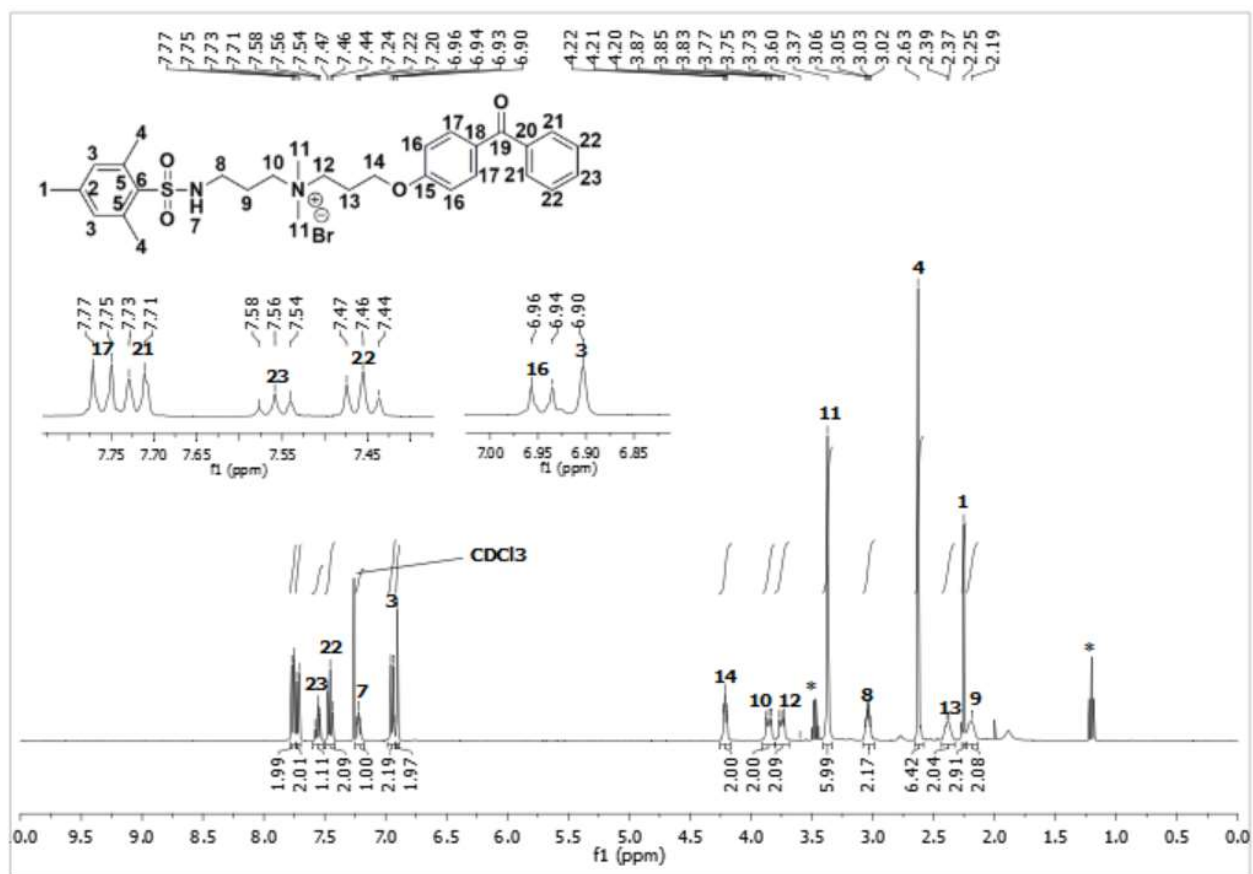 7.77 7.75 7.73 7.71 7.58 7.56 7.54 7.47 7.46 7.44 7.24 7.22 7.20 6.96 6.94 6.93 6.90
4.22 4.21 4.20 3.87 3.85 3.83 3.77 3.75 3.73 3.60 3.37 3.06 3.05 3.03 3.02 2.63 2.39 2.37 2.25 2.19
O
4 11 16 17 18 19 20 21 22
3 O 8 10 12 14 17 21 23
1 2 5 6 S N N + O 15 16 22
5 O H 9 13
3 4 7 11 − Br
7.77 7.75 7.73 7.71 7.58 7.56 7.54 7.47 7.46 7.44
17 21 23 22
7.75 7.70 7.65 7.55 7.45
f1 (ppm)
6.96 6.94 6.90
16 3
7.00 6.95 6.90 6.85
f1 (ppm)
4
11
1
CDCl3
3
22
23 7
14 10 12 * 8 13 9
*
1.99 2.01 1.11 2.09 1.00 2.19 1.97 2.00 2.00 2.09 5.99 2.17 6.42 2.04 2.91 2.08
10.0 9.5 9.0 8.5 8.0 7.5 7.0 6.5 6.0 5.5 5.0 4.5 4.0 3.5 3.0 2.5 2.0 1.5 1.0 0.5 0.0
f1 (ppm)